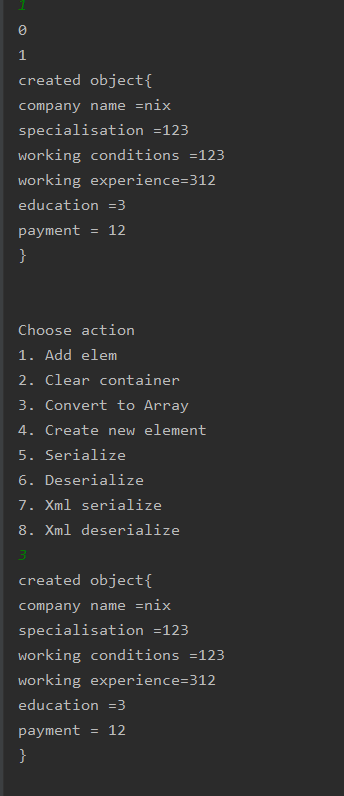 1
0
1
created object{
company name =nix
specialisation =123
working conditions =123
working experience=312
education =3
payment = 12
}
Choose action
1. Add elem
2. Clear container
3. Convert to Array
4. Create new element
5. Serialize
6. Deserialize
7. Xml serialize
8. Xml deserialize
3
created object{
company name =nix
specialisation =123
working conditions =123
working experience=312
education =3
payment = 12
}